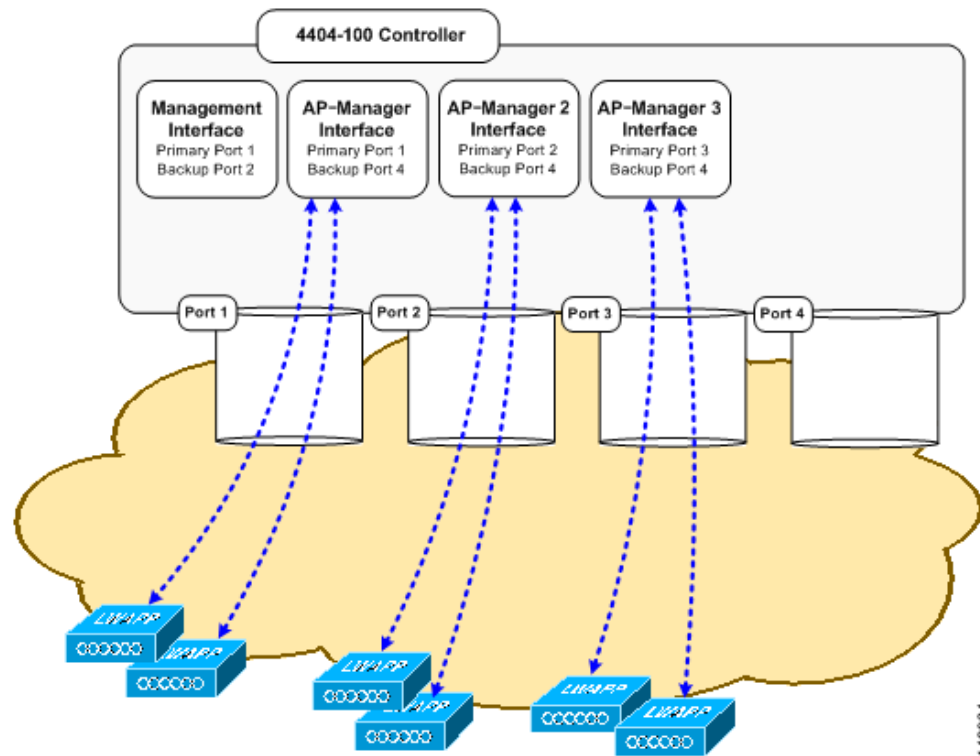 4404-100 Controller
Management
Interface
Primary Port 1
Backup Port 2
AP-Manager
Interface
Primary Port 1
Backup Port 4
AP-Manager 2
Interface
Primary Port 2
Backup Port 4
AP-Manager 3
Interface
Primary Port 3
Backup Port 4
Port 1
Port 2
Port 3
Port 4
LWAPP
LWAPP
LWAPP
LWAPP
LWAPP
LWAPP